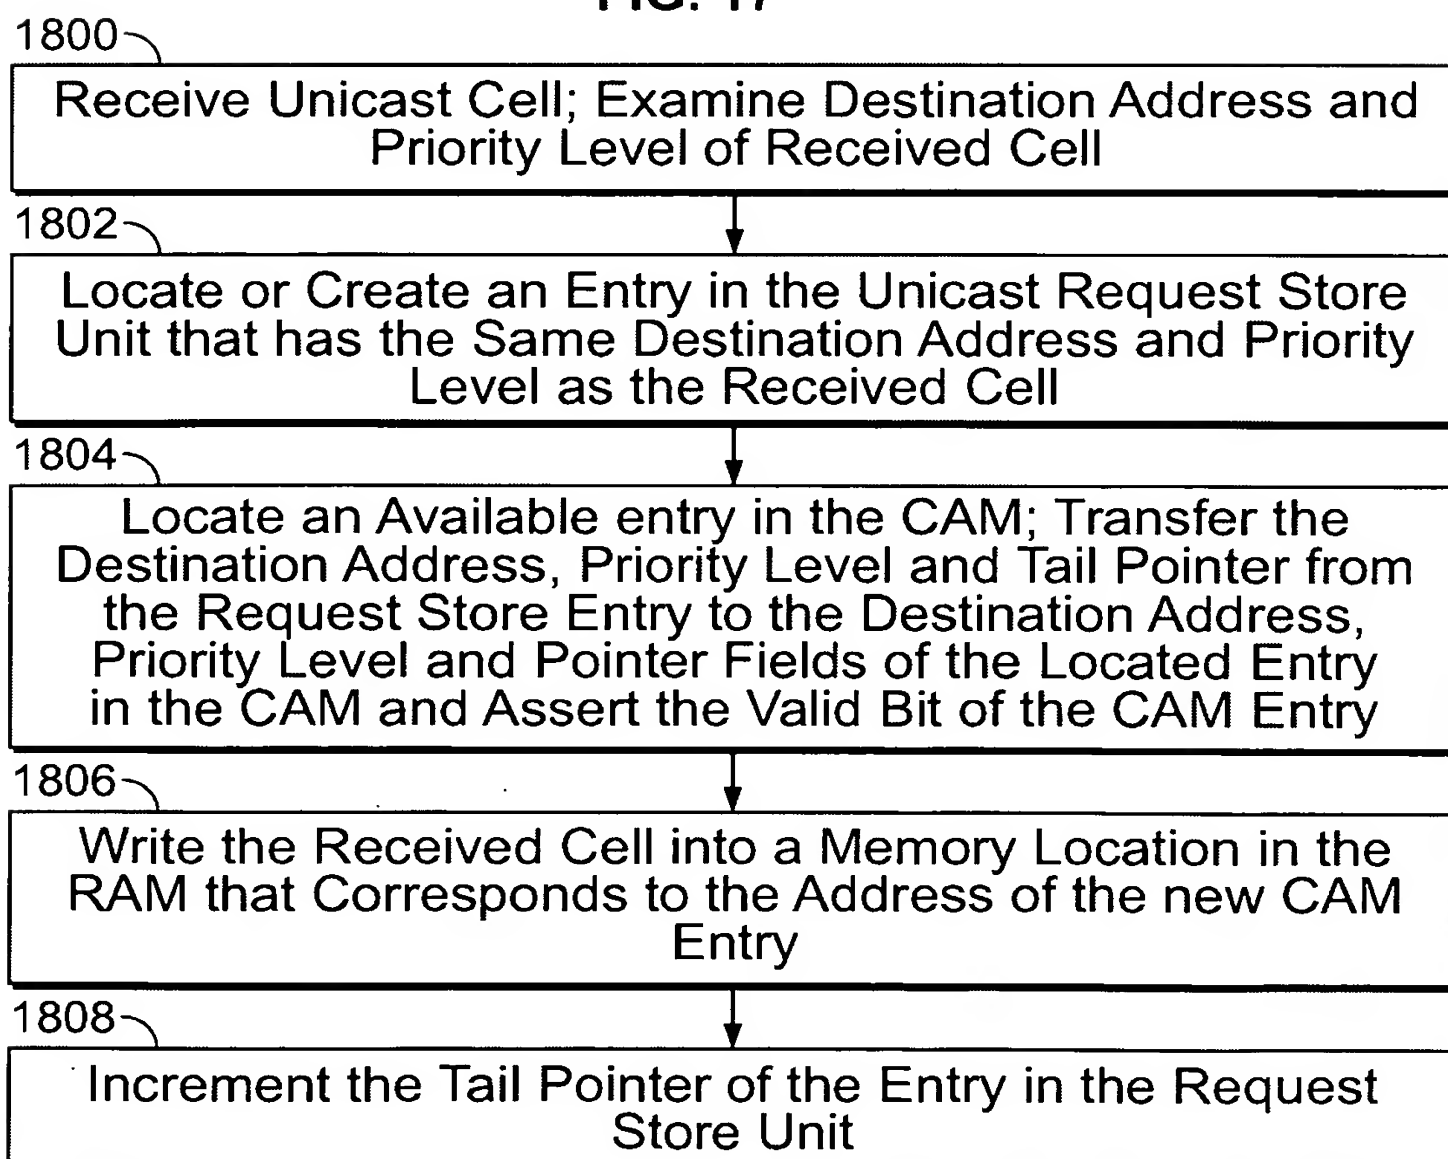 FIG. 17
1800
Receive Unicast Cell; Examine Destination Address and
Priority Level of Received Cell
1802
Locate or Create an Entry in the Unicast Request Store
Unit that has the Same Destination Address and Priority
Level as the Received Cell
1804
Locate an Available entry in the CAM; Transfer the
Destination Address, Priority Level and Tail Pointer from
the Request Store Entry to the Destination Address,
Priority Level and Pointer Fields of the Located Entry
in the CAM and Assert the Valid Bit of the CAM Entry
1806
Write the Received Cell into a Memory Location in the
RAM that Corresponds to the Address of the new CAM
Entry
1808
Increment the Tail Pointer of the Entry in the Request
Store Unit